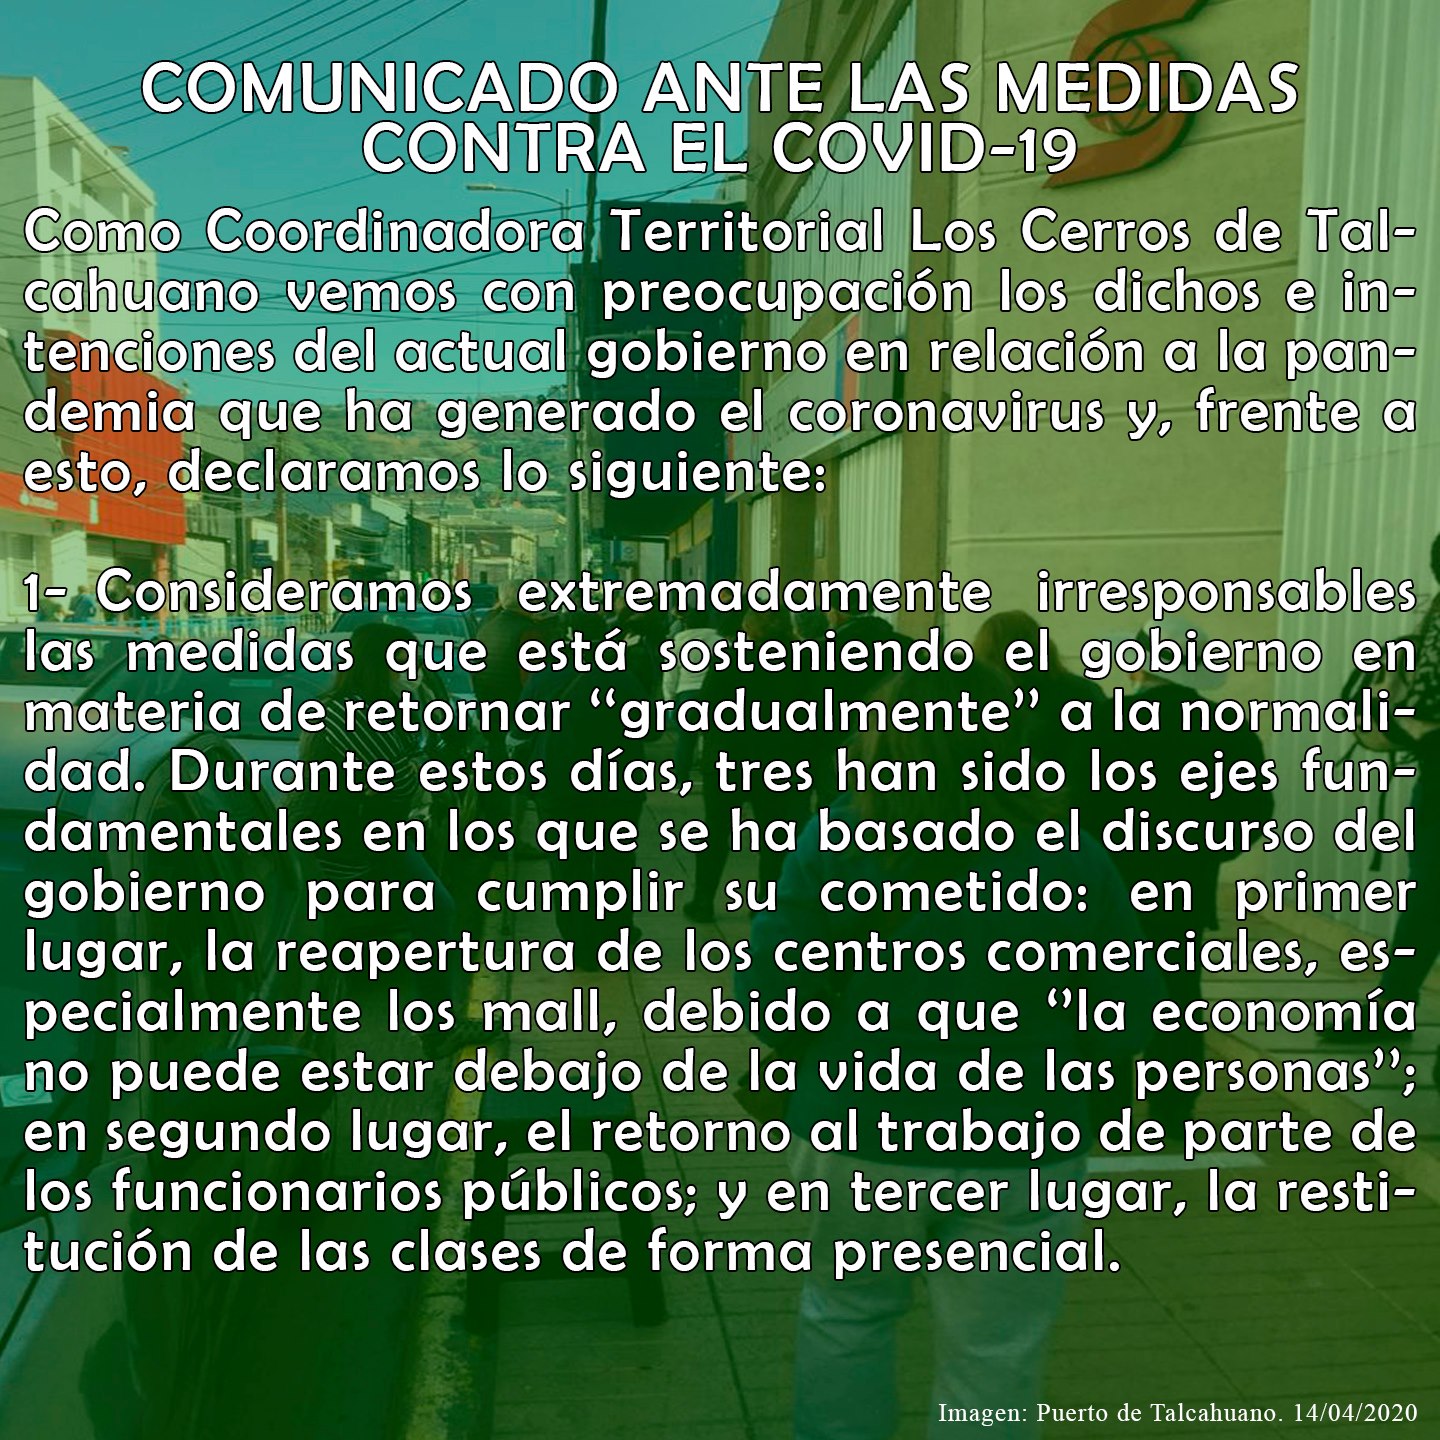 COMUNICADO ANTE LAS MEDIDAS
CONTRA EL COVID-19
Como Coordinadora Territorial Los Cerros de Tal-
cahuano vemos con preocupación los dichos e in-
tenciones del actual gobierno en relación a la pan-
demia que ha generado el coronavirus y, frente a
esto, declaramos lo siguiente:
1- Consideramos extremadamente irresponsables
las medidas que está sosteniendo el gobierno en
materia de retornar “gradualmente” a la normali-
dad. Durante estos días, tres han sido los ejes fun-
damentales en los que se ha basado el discurso del
gobierno para cumplir su cometido: en primer
lugar, la reapertura de los centros comerciales, es-
pecialmente los mall, debido a que ‘’la economía
no puede estar debajo de la vida de las personas’’;
en segundo lugar, el retorno al trabajo de parte de
los funcionarios públicos; y en tercer lugar, la resti-
tución de las clases de forma presencial.
Imagen: Puerto de Talcahuano. 14/04/2020